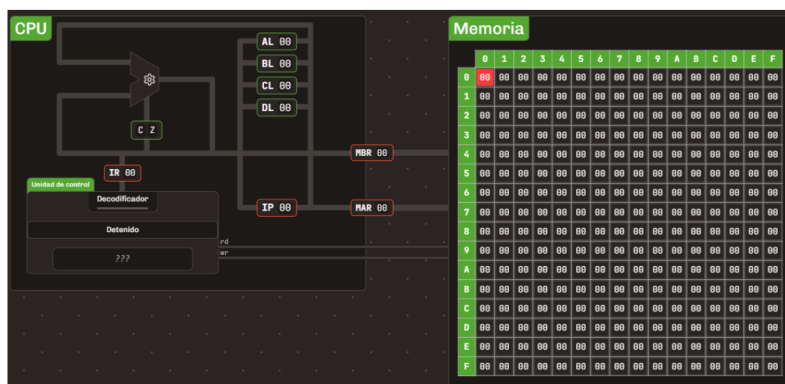 CPU
AL 00
BL 00
CL 00
DL 00
C Z
MBR 00
IR 00
Unidad de control
Decodificador
IP 00
MAR 00
Detenido
rd
wr
???
Memoria
0 1 2 3 4 5 6 7 8 9 A B C D E F
0 00 00 00 00 00 00 00 00 00 00 00 00 00 00 00 00
1 00 00 00 00 00 00 00 00 00 00 00 00 00 00 00 00
2 00 00 00 00 00 00 00 00 00 00 00 00 00 00 00 00
3 00 00 00 00 00 00 00 00 00 00 00 00 00 00 00 00
4 00 00 00 00 00 00 00 00 00 00 00 00 00 00 00 00
5 00 00 00 00 00 00 00 00 00 00 00 00 00 00 00 00
6 00 00 00 00 00 00 00 00 00 00 00 00 00 00 00 00
7 00 00 00 00 00 00 00 00 00 00 00 00 00 00 00 00
8 00 00 00 00 00 00 00 00 00 00 00 00 00 00 00 00
9 00 00 00 00 00 00 00 00 00 00 00 00 00 00 00 00
A 00 00 00 00 00 00 00 00 00 00 00 00 00 00 00 00
B 00 00 00 00 00 00 00 00 00 00 00 00 00 00 00 00
C 00 00 00 00 00 00 00 00 00 00 00 00 00 00 00 00
D 00 00 00 00 00 00 00 00 00 00 00 00 00 00 00 00
E 00 00 00 00 00 00 00 00 00 00 00 00 00 00 00 00
F 00 00 00 00 00 00 00 00 00 00 00 00 00 00 00 00